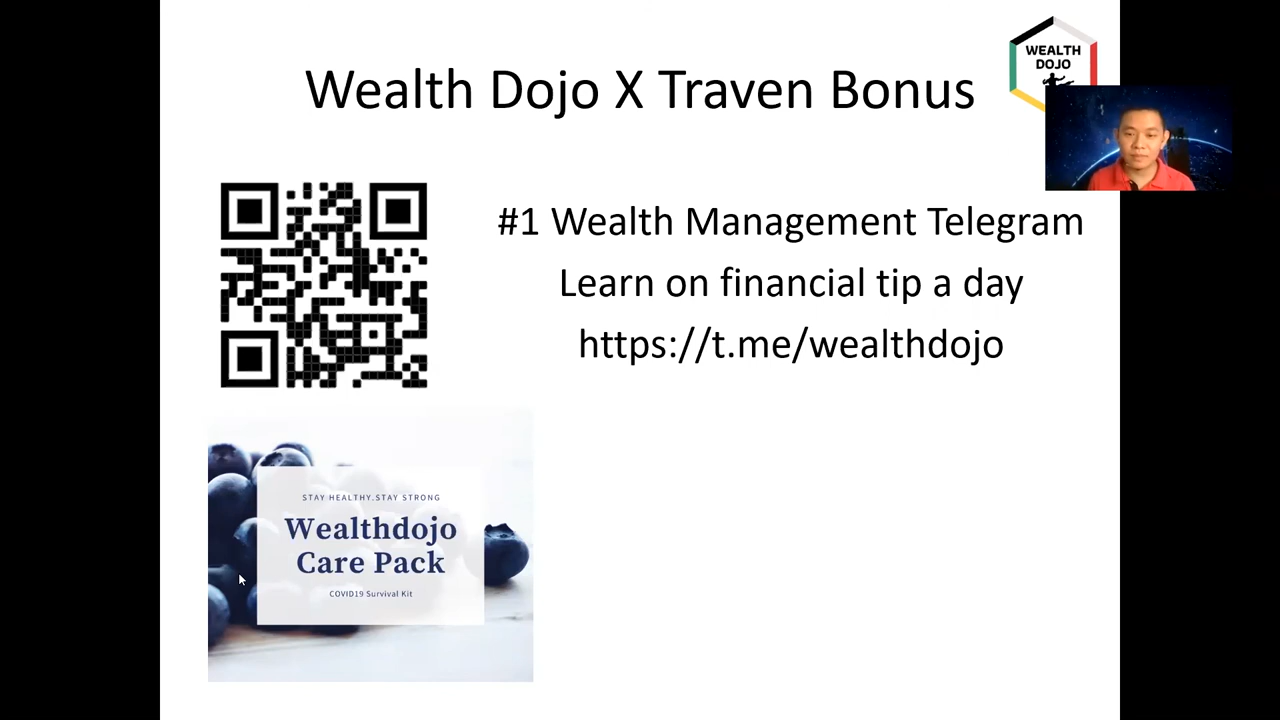 WEALTH
DOJO
Wealth Dojo X Traven Bonus
#1 Wealth Management Telegram
Learn on financial tip a day
https://t.me/wealthdojo
STAY HEALTHY.STAY STRONG
Wealthdojo
Care Pack
COVID19 Survival Kit